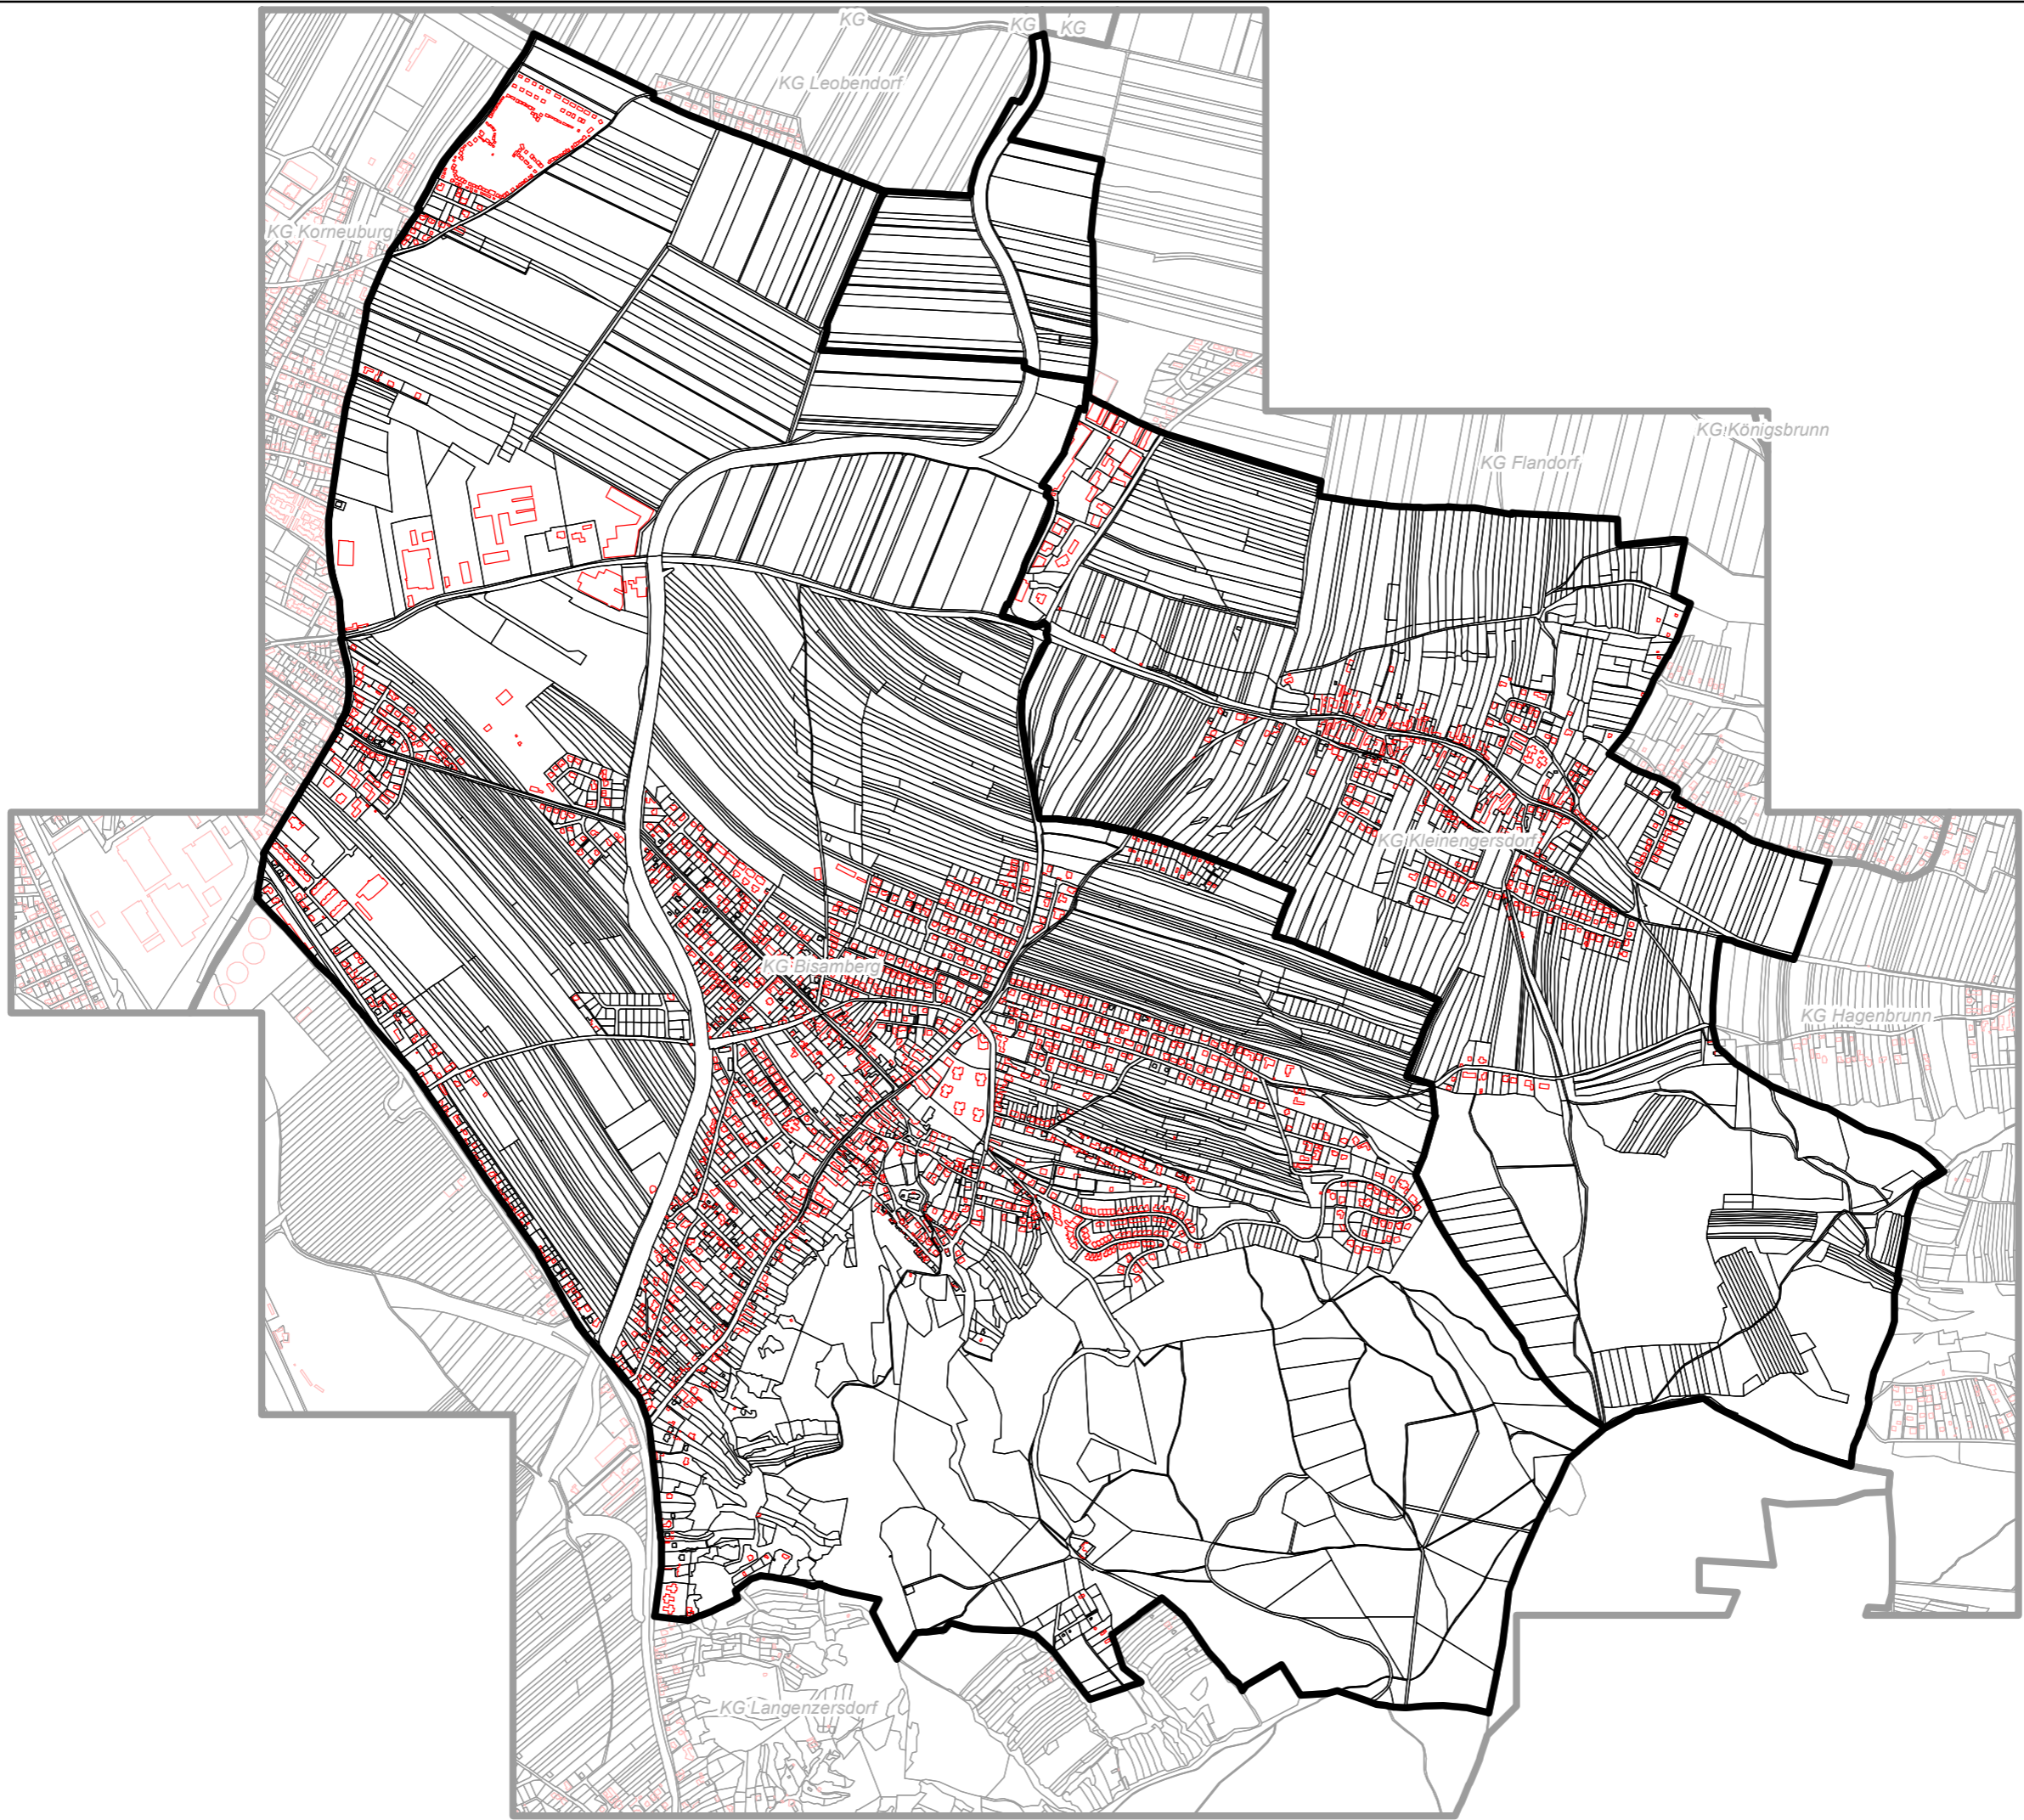 KG
KG
KG
KG Leobendorf
KG Korneuburg
KG Königsbrunn
KG Flandorf
KG Kleinengersdorf
KG Bisamberg
KG Hagenbrunn
KG Langenzersdorf